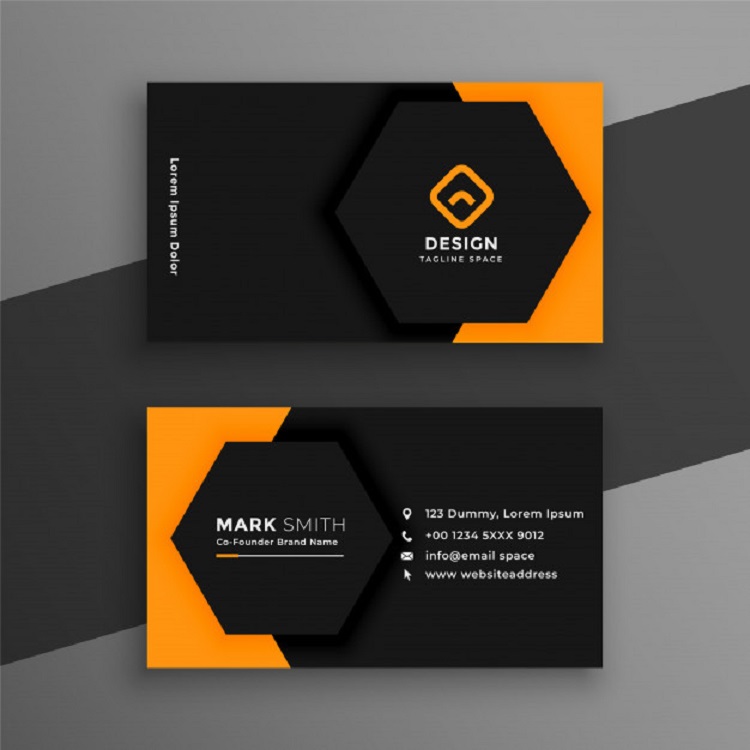 Lorem Ipsum Dolor
DESIGN
TAGLINE SPACE
MARK SMITH
Co-Founder Brand Name
123 Dummy, Lorem Ipsum
+00 1234 5XXX 9012
info@email space
www websiteaddress